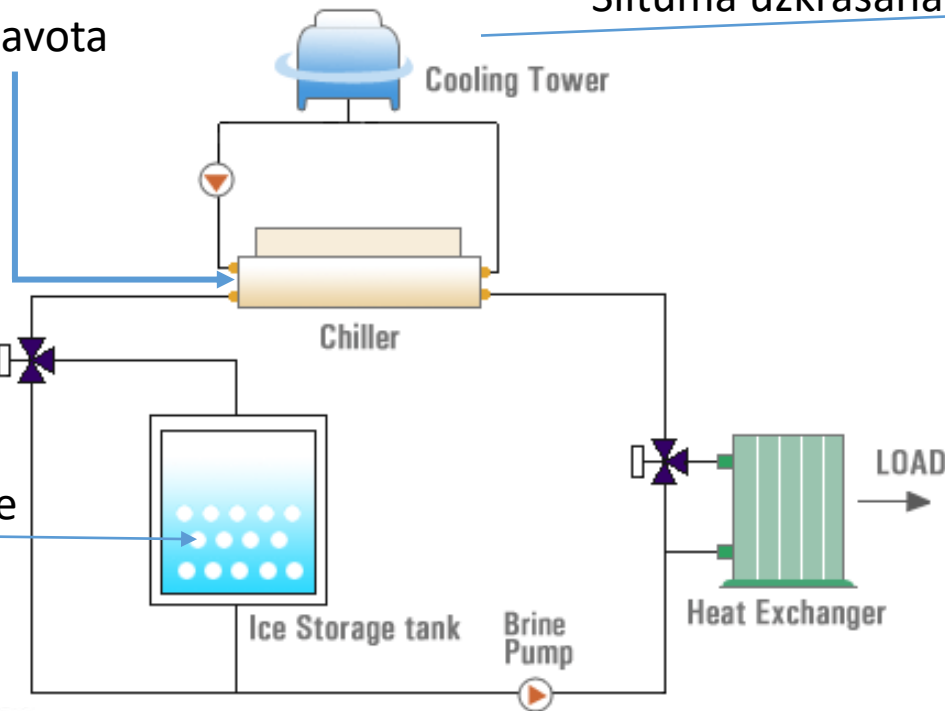 Siltuma uzkrāšana
avota
Cooling Tower
Chiller
LOAD
e
Ice Storage tank
Brine
Pump
Heat Exchanger